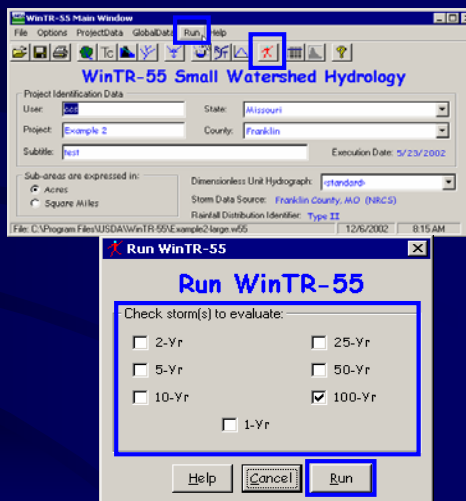 WinTR-55 Main Window
File Options ProjectData GlobalData Run Help
WinTR-55 Small Watershed Hydrology
Project Identification Data
User: State: Missouri
Project: Example 2 County: Franklin
Subtitle: test Execution Date: 5/23/2002
Sub-areas are expressed in:
Acres
Square Miles
Dimensionless Unit Hydrograph: <standard>
Storm Data Source: Franklin County, MO (NRCS)
Rainfall Distribution Identifier: Type II
File: C:\Program Files\USDA\WinTR-55\Example2-large.w55 12/6/2002 8:15 AM
Run WinTR-55
Run WinTR-55
Check storm(s) to evaluate:
2-Yr 25-Yr
5-Yr 50-Yr
10-Yr 100-Yr
1-Yr
Help Cancel Run